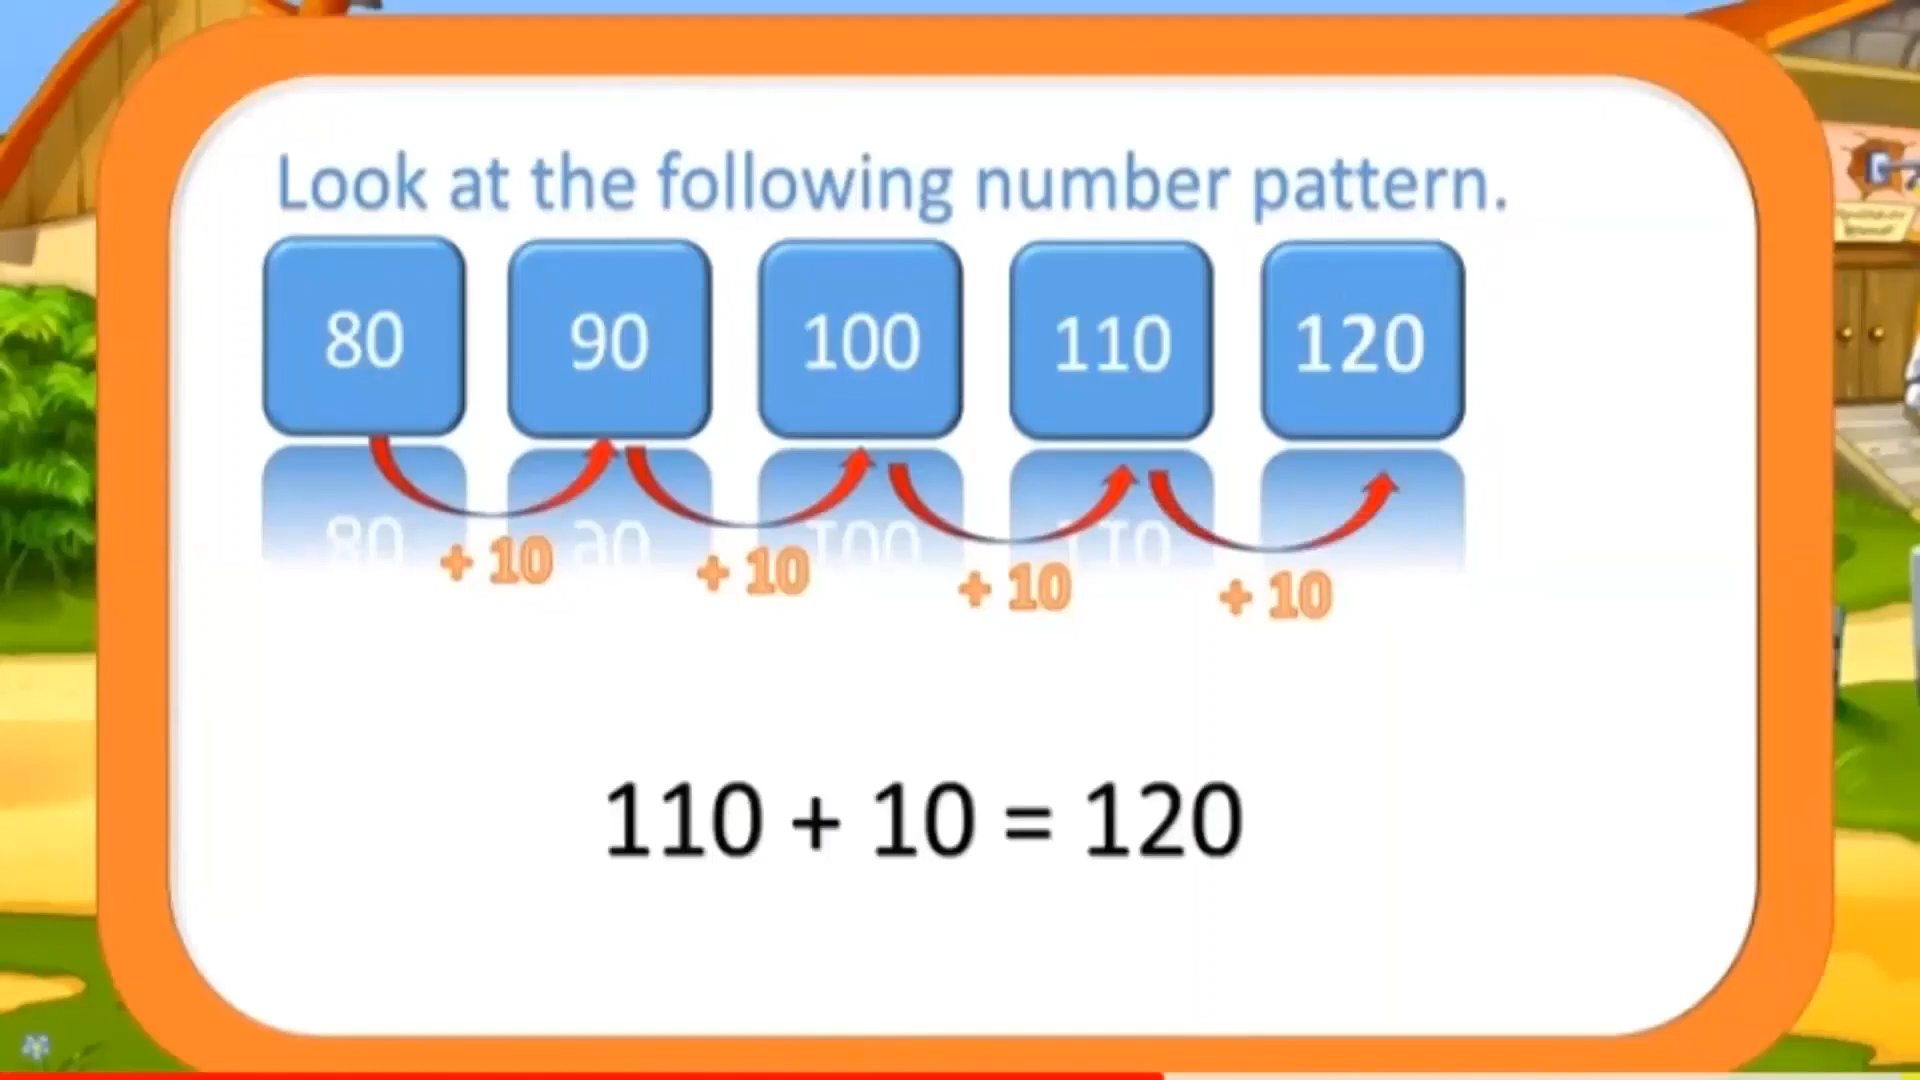 Look at the following number pattern.
80 90 100 110 120
+ 10 + 10 + 10 + 10
110 + 10 = 120